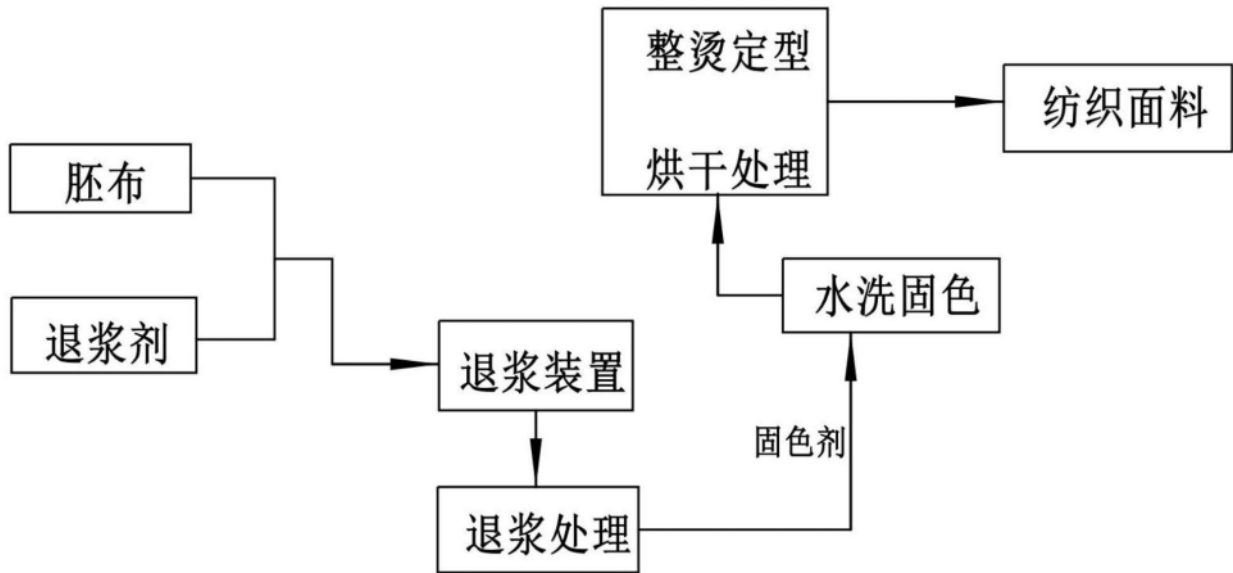 胚布
退浆剂
退浆装置
退浆处理
固色剂
水洗固色
整烫定型
烘干处理
纺织面料